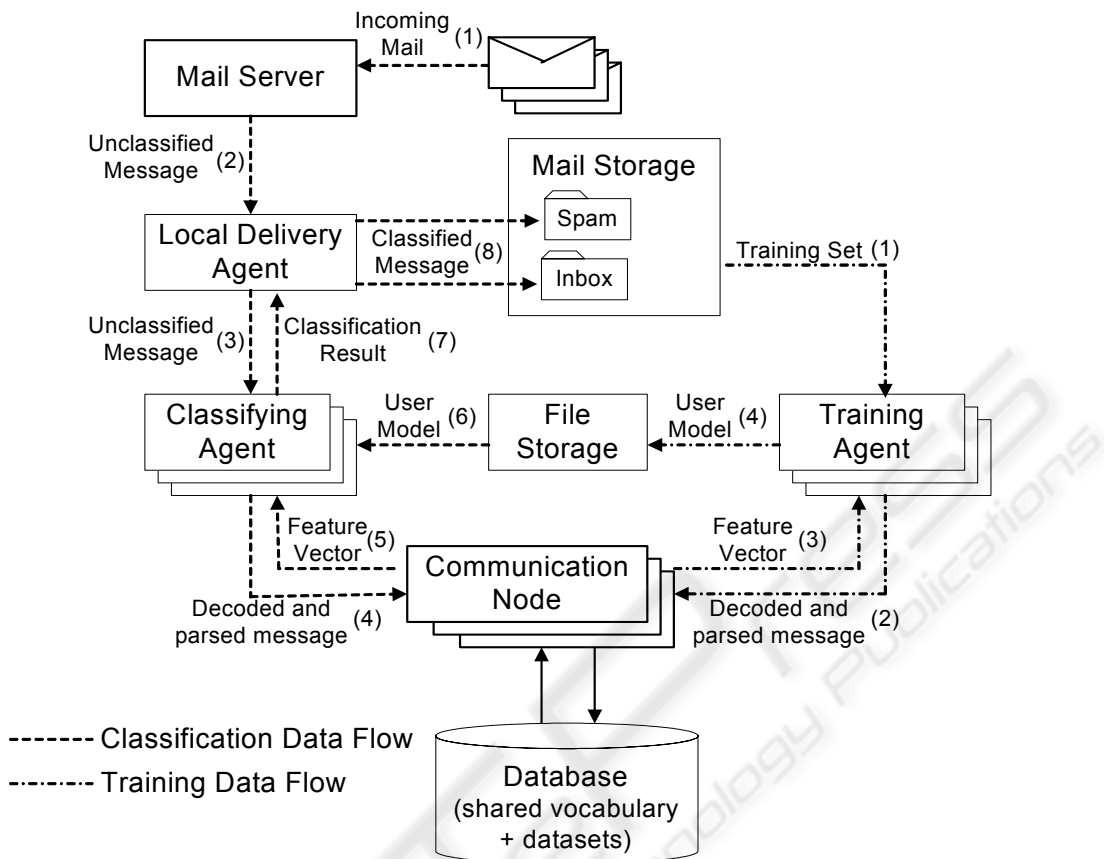 Incoming
Mail (1)
Mail Server
Unclassified
Message (2)
Mail Storage
Spam
Inbox
Local Delivery
Agent
Classified
Message (8)
Training Set (1)
Unclassified
Message (3)
Classification
Result (7)
Classifying
Agent
User
Model (6)
File
Storage
User
Model (4)
Training
Agent
Feature
Vector (5)
Communication
Node
Feature
Vector (3)
Decoded and
parsed message (4)
Decoded and
parsed message (2)
Classification Data Flow
Training Data Flow
Database
(shared vocabulary
+ datasets)
Press
Publications